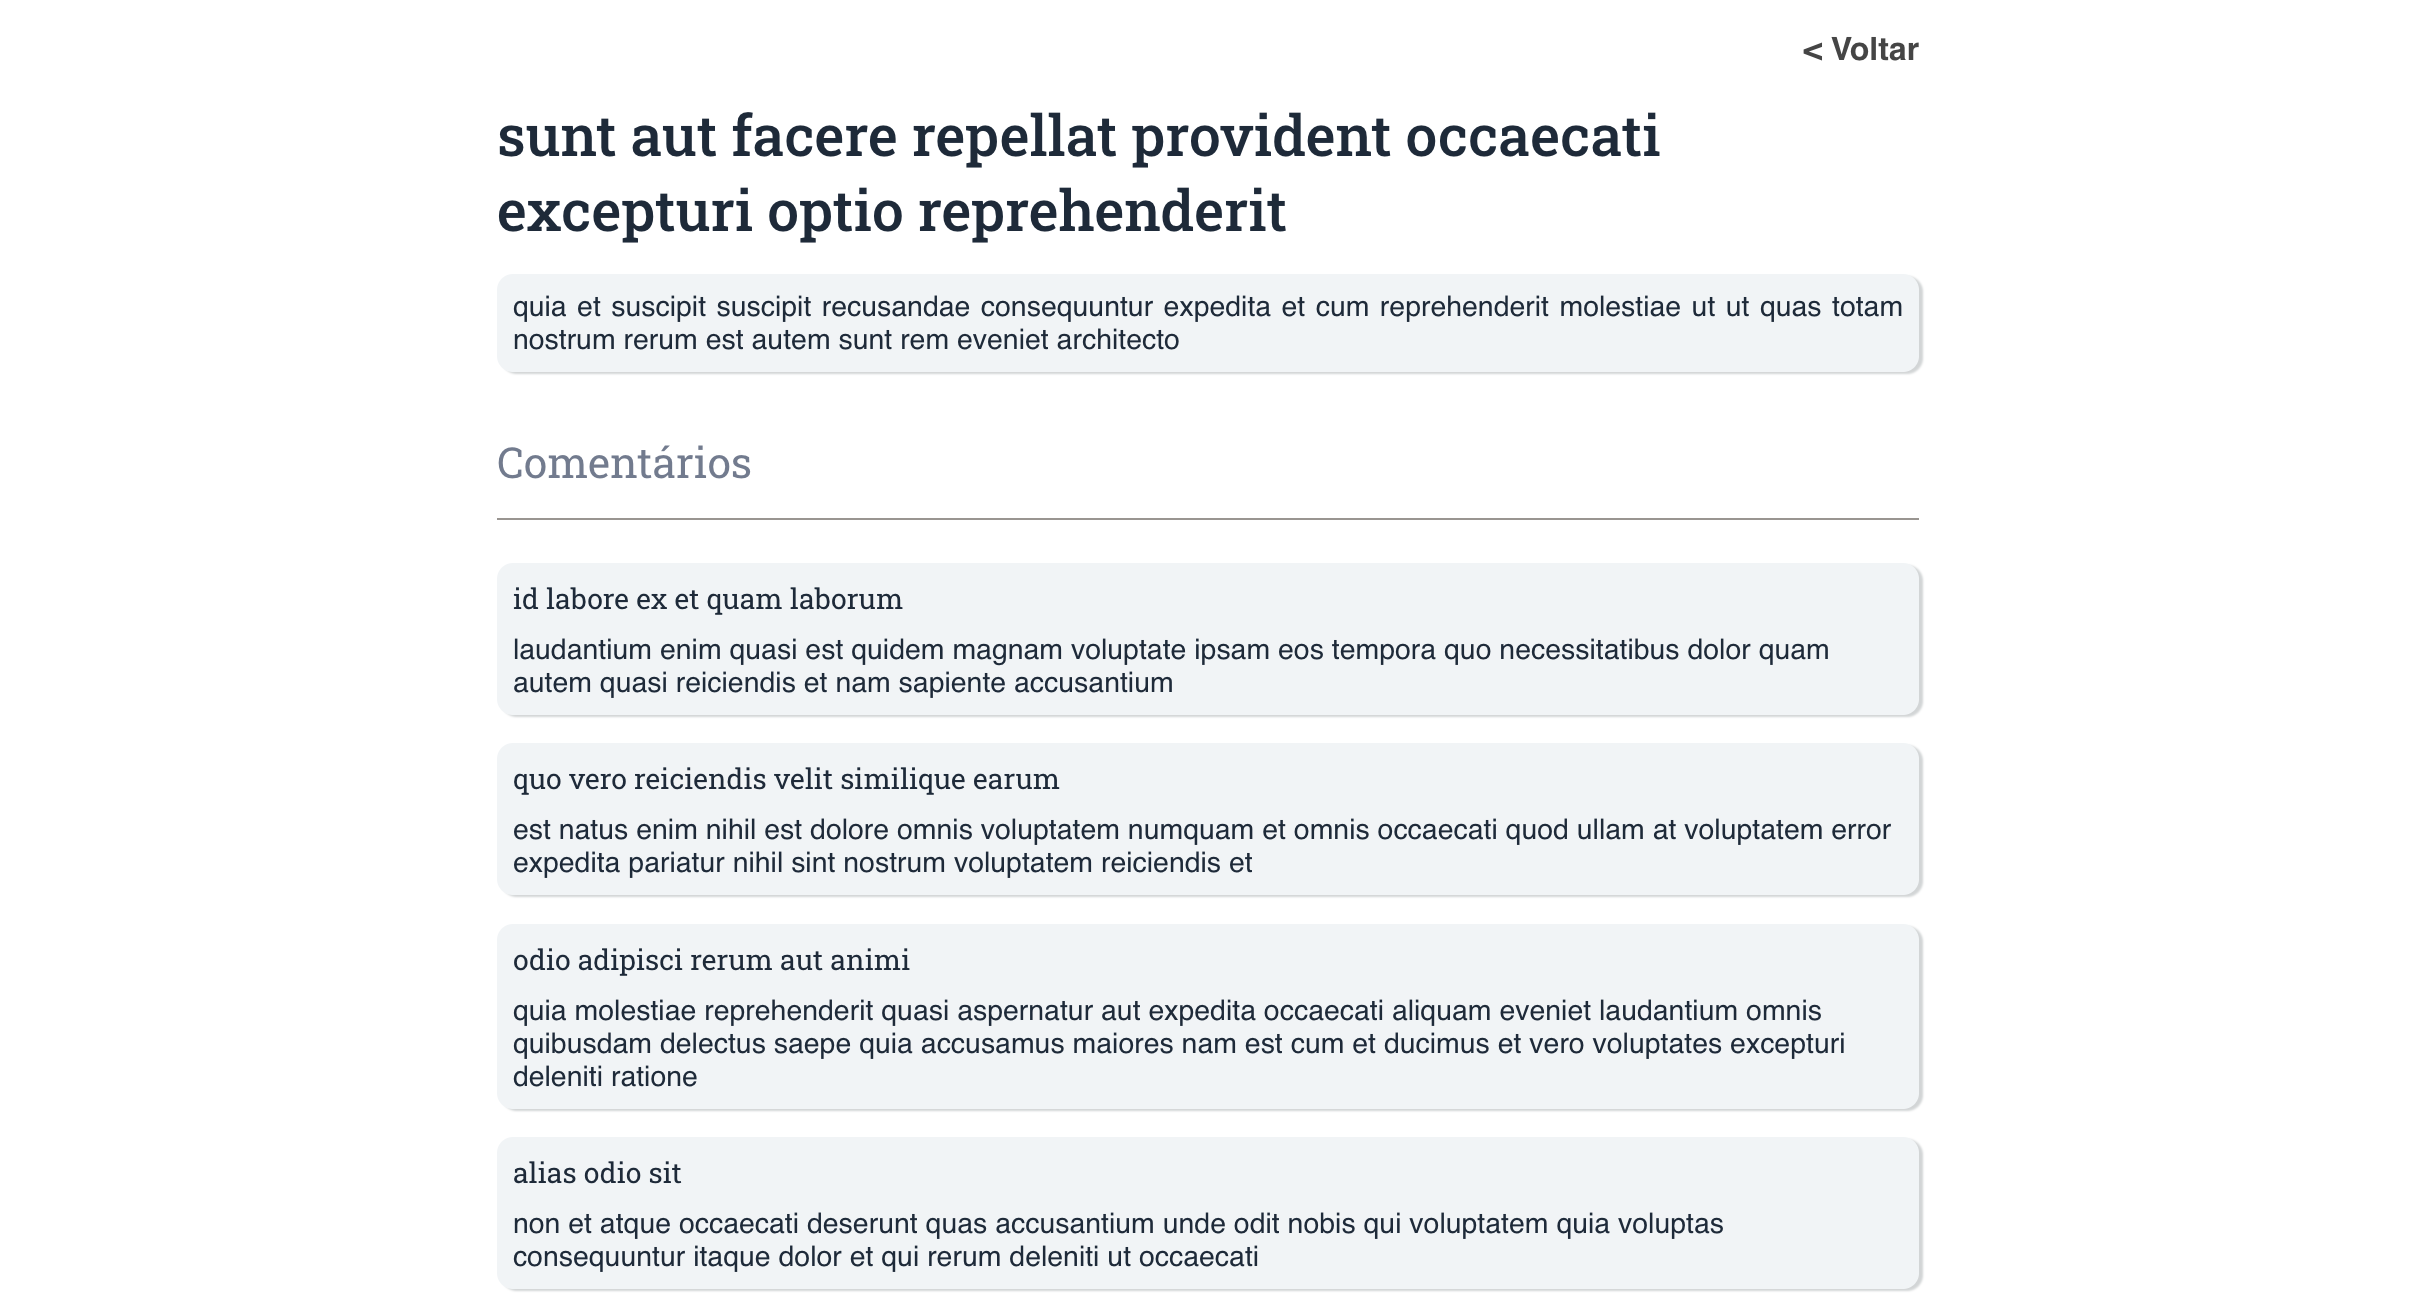 < Voltar
sunt aut facere repellat provident occaecati
excepturi optio reprehenderit
quia et suscipit suscipit recusandae consequuntur expedita et cum reprehenderit molestiae ut ut quas totam
nostrum rerum est autem sunt rem eveniet architecto
Comentários
id labore ex et quam laborum
laudantium enim quasi est quidem magnam voluptate ipsam eos tempora quo necessitatibus dolor quam
autem quasi reiciendis et nam sapiente accusantium
quo vero reiciendis velit similique earum
est natus enim nihil est dolore omnis voluptatem numquam et omnis occaecati quod ullam at voluptatem error
expedita pariatur nihil sint nostrum voluptatem reiciendis et
odio adipisci rerum aut animi
quia molestiae reprehenderit quasi aspernatur aut expedita occaecati aliquam eveniet laudantium omnis
quibusdam delectus saepe quia accusamus maiores nam est cum et ducimus et vero voluptates excepturi
deleniti ratione
alias odio sit
non et atque occaecati deserunt quas accusantium unde odit nobis qui voluptatem quia voluptas
consequuntur itaque dolor et qui rerum deleniti ut occaecati